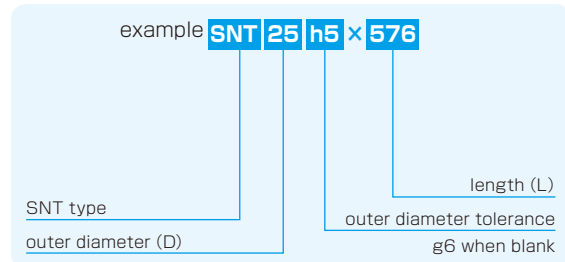 example SNT 25 h5 × 576
length (L)
SNT type
outer diameter tolerance
outer diameter (D)
g6 when blank